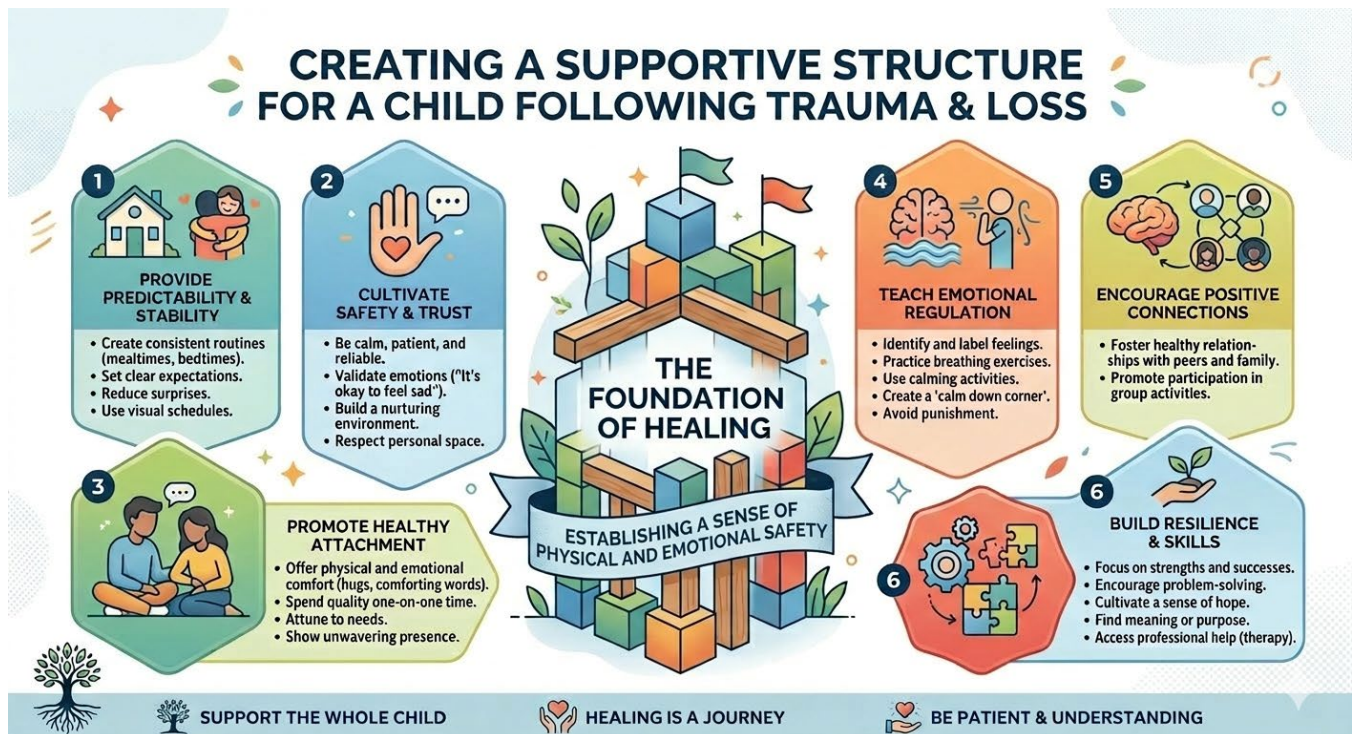 CREATING A SUPPORTIVE STRUCTURE
FOR A CHILD FOLLOWING TRAUMA & LOSS
1
PROVIDE
PREDICTABILITY &
STABILITY
• Create consistent routines
(mealtimes, bedtimes).
• Set clear expectations.
• Reduce surprises.
• Use visual schedules.
2
CULTIVATE
SAFETY & TRUST
• Be calm, patient, and
reliable.
• Validate emotions ("It's
okay to feel sad").
• Build a nurturing
environment.
• Respect personal space.
3
PROMOTE HEALTHY
ATTACHMENT
• Offer physical and emotional
comfort (hugs, comforting words).
• Spend quality one-on-one time.
• Attune to needs.
• Show unwavering presence.
THE
FOUNDATION
OF HEALING
ESTABLISHING A SENSE OF
PHYSICAL AND EMOTIONAL SAFETY
4
TEACH EMOTIONAL
REGULATION
• Identify and label feelings.
• Practice breathing exercises.
• Use calming activities.
• Create a 'calm down corner'.
• Avoid punishment.
5
ENCOURAGE POSITIVE
CONNECTIONS
• Foster healthy relation-
ships with peers and family.
• Promote participation in
group activities.
6
6
BUILD RESILIENCE
& SKILLS
• Focus on strengths and successes.
• Encourage problem-solving.
• Cultivate a sense of hope.
• Find meaning or purpose.
• Access professional help (therapy).
SUPPORT THE WHOLE CHILD
HEALING IS A JOURNEY
BE PATIENT & UNDERSTANDING